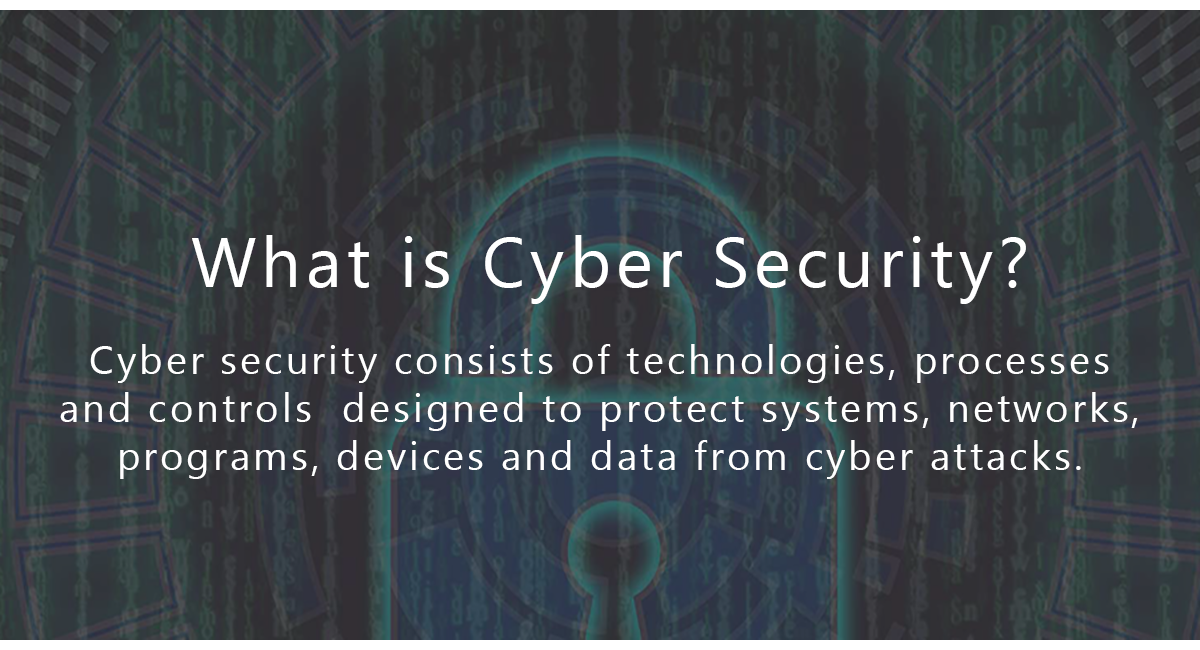 What is Cyber Security?
Cyber security consists of technologies, processes
and controls  designed to protect systems, networks,
programs, devices and data from cyber attacks.